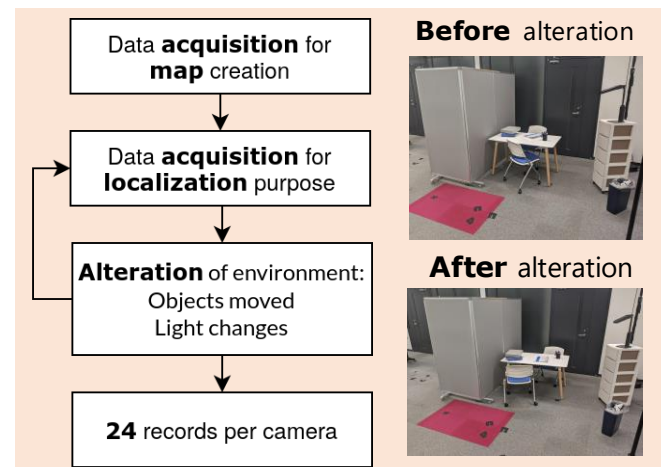 Data acquisition for
map creation
Data acquisition for
localization purpose
Alteration of environment:
Objects moved
Light changes
24 records per camera
Before alteration
After alteration